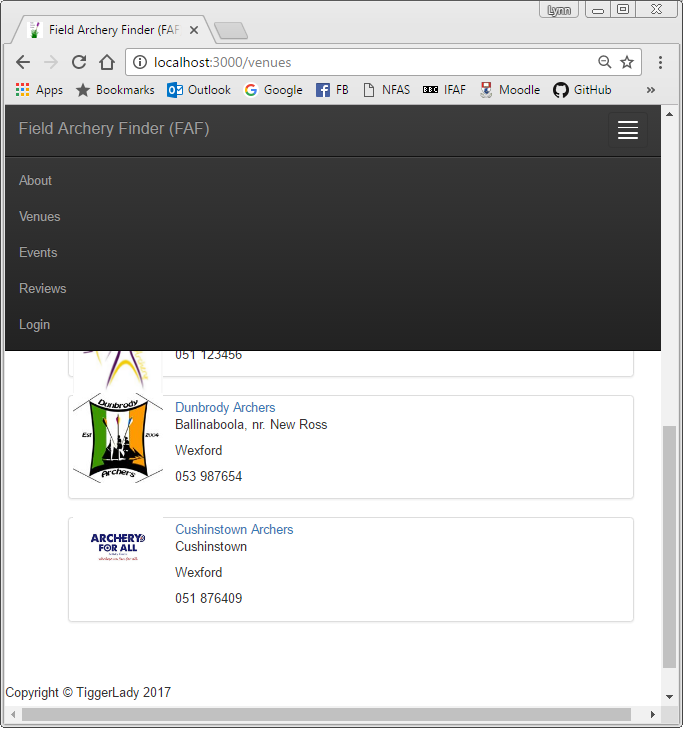 Lynn
Field Archery Finder (FAF
localhost:3000/venues
Apps Bookmarks Outlook Google FB NFAS BBC IFAF Moodle GitHub »
Field Archery Finder (FAF)
About
Venues
Events
Reviews
Login
051 123456
Dunbrody
Est 2004
Archers
Dunbrody Archers
Ballinaboola, nr. New Ross
Wexford
053 987654
ARCHERY
FOR ALL
Cushinstown Archers
Cushinstown
Wexford
051 876409
Copyright © TiggerLady 2017